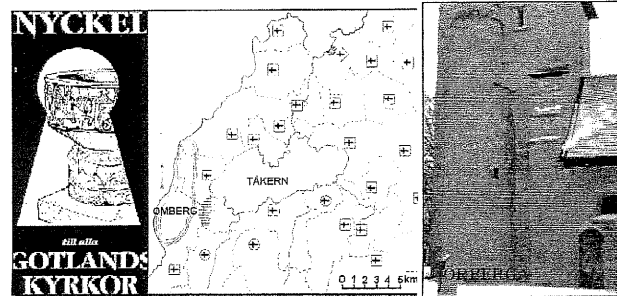 NYCKEL
till alla
GOTLANDS
KYRKOR
TÅKERN
OMBERG
0 1 2 3 4 5km